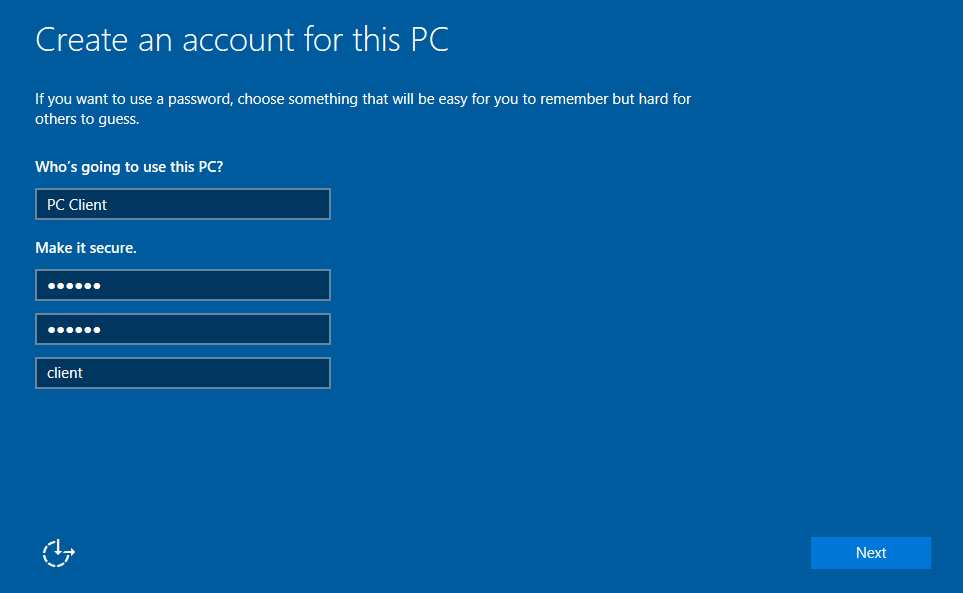 Create an account for this PC
If you want to use a password, choose something that will be easy for you to remember but hard for
others to guess.
Who's going to use this PC?
PC Client
Make it secure.
●●●●●●
●●●●●●
client
Next